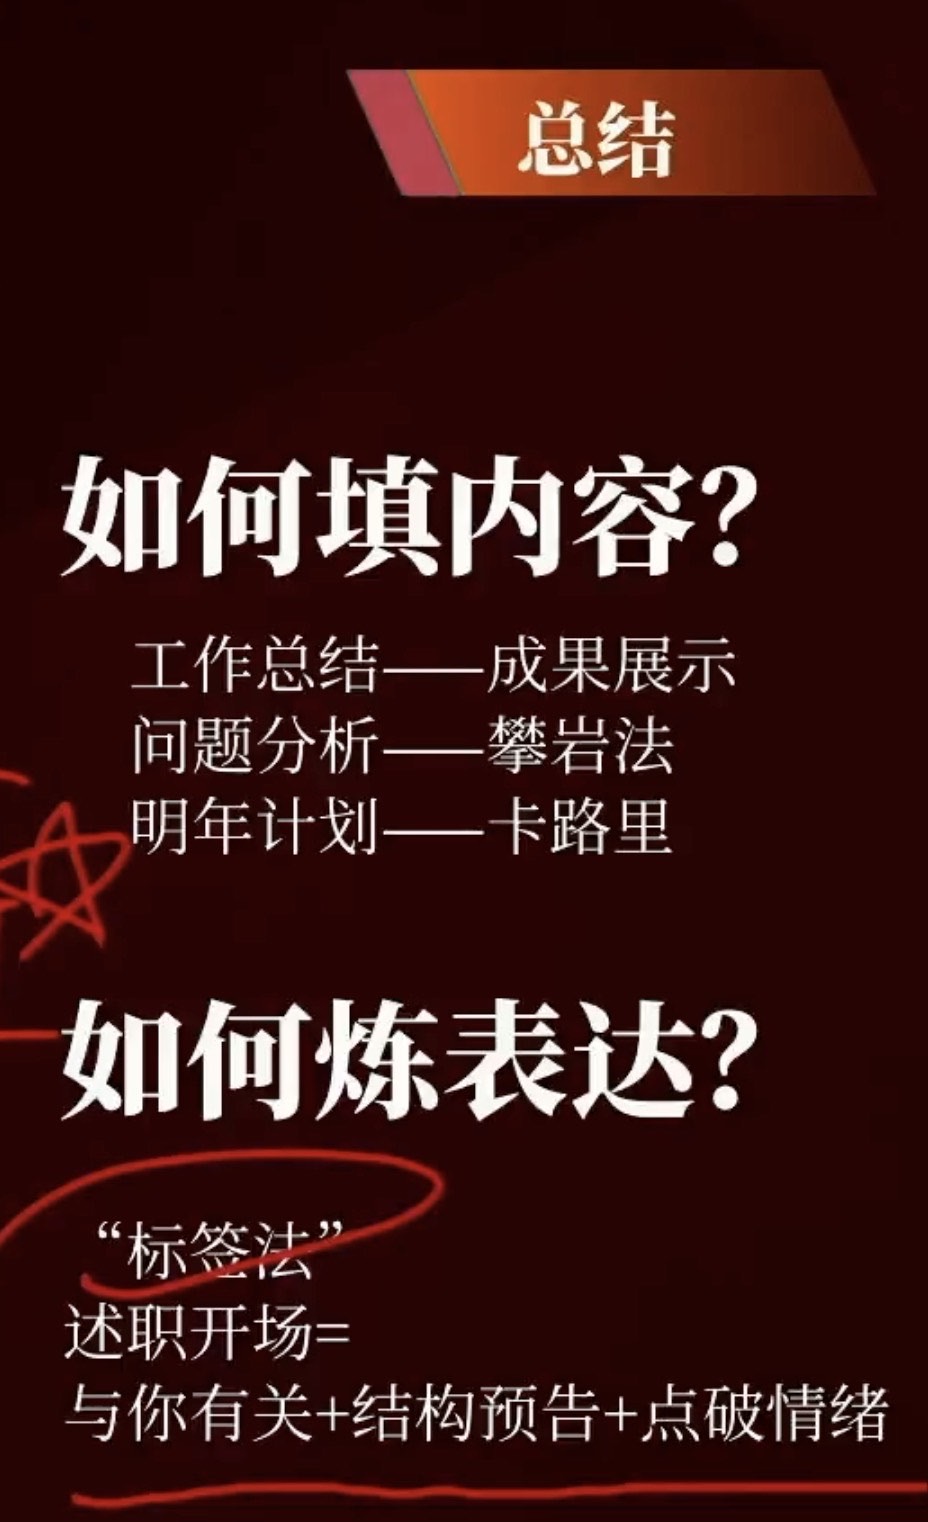 总结
如何填内容？
工作总结——成果展示
问题分析——攀岩法
明年计划——卡路里
如何炼表达？
“标签法”
述职开场=
与你有关+结构预告+点破情绪